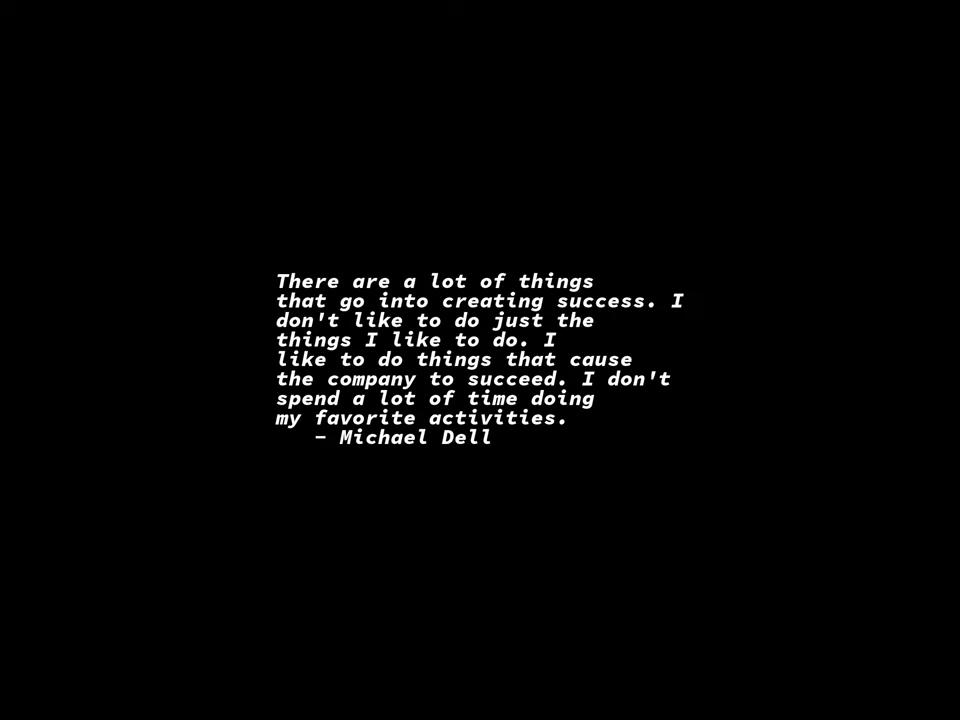 There are a lot of things
that go into creating success. I
don't like to do just the
things I like to do. I
like to do things that cause
the company to succeed. I don't
spend a lot of time doing
my favorite activities.
– Michael Dell